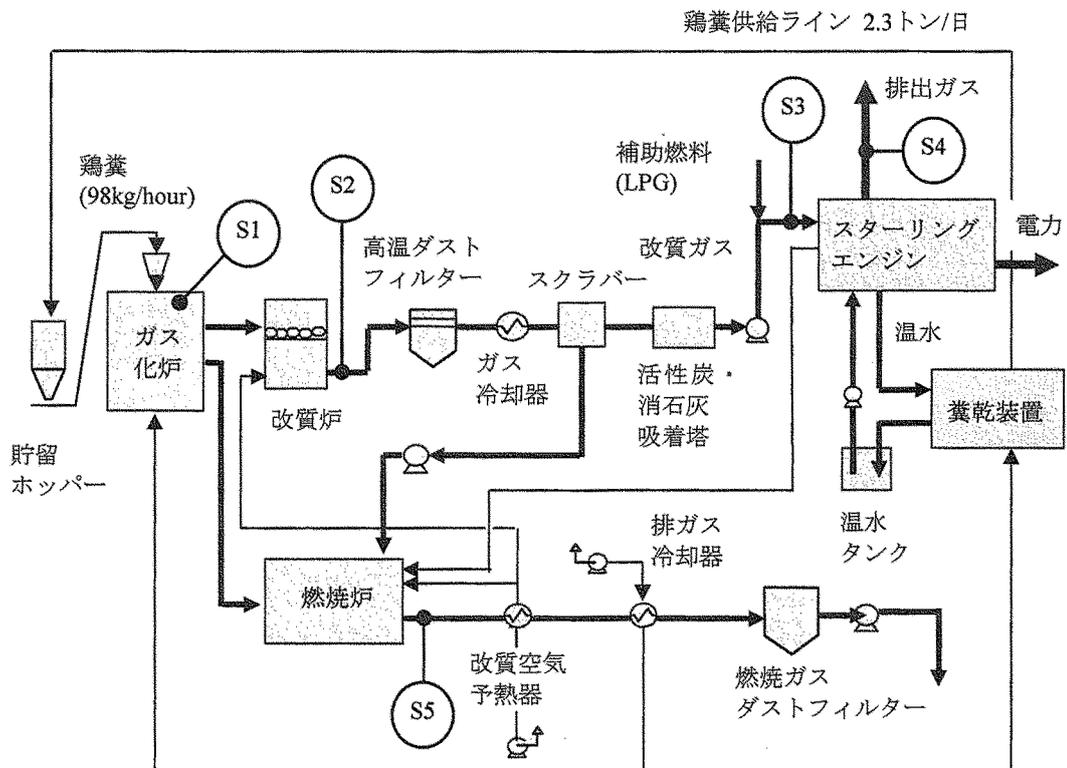 鶏糞供給ライン 2.3トン/日
S3
排出ガス
S4
補助燃料
(LPG)
鶏糞
(98kg/hour)
S2
S1
高温ダスト
フィルター
スクラバー
改質ガス
スターリング
エンジン
電力
ガス
化炉
温水
ガス
冷却器
活性炭・
消石灰
吸着塔
改質炉
糞乾装置
貯留
ホッパー
温水
タンク
排ガス
冷却器
燃焼炉
改質空気
予熱器
燃焼ガス
ダストフィルター
S5